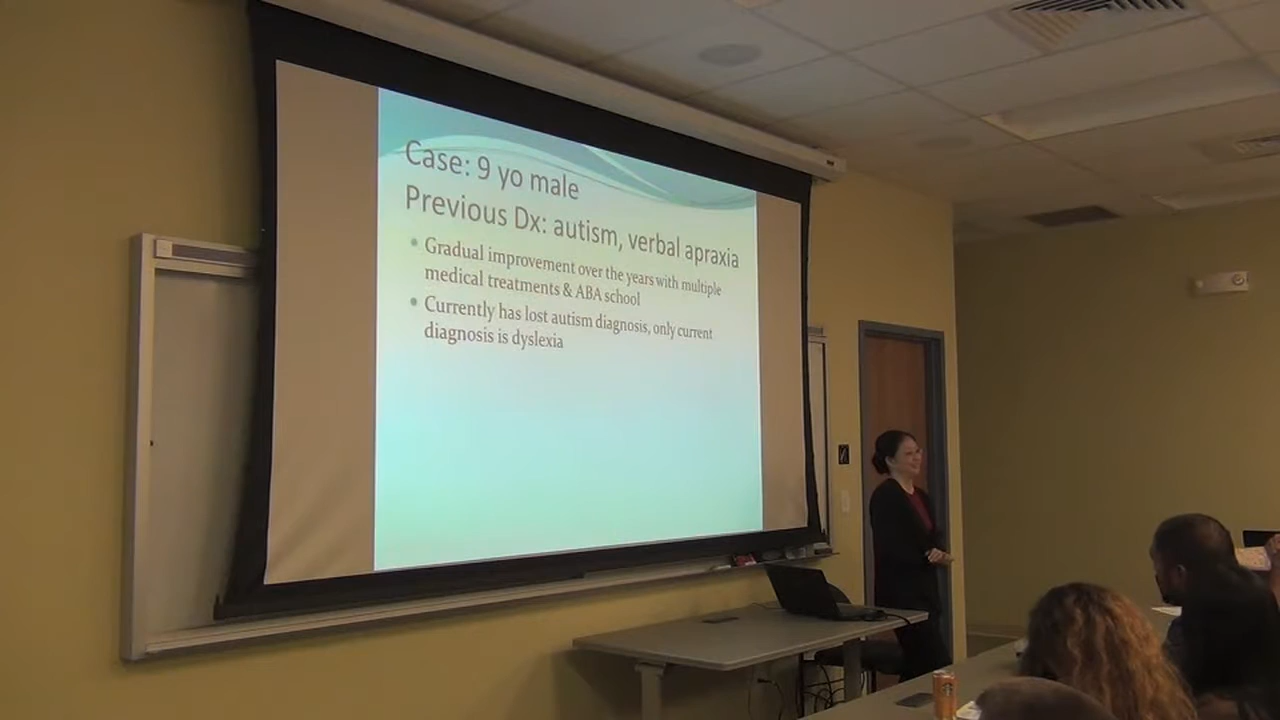 Case: 9 yo male
Previous Dx: autism, verbal apraxia
Gradual improvement over the years with multiple
medical treatments & ABA school
Currently has lost autism diagnosis, only current
diagnosis is dyslexia